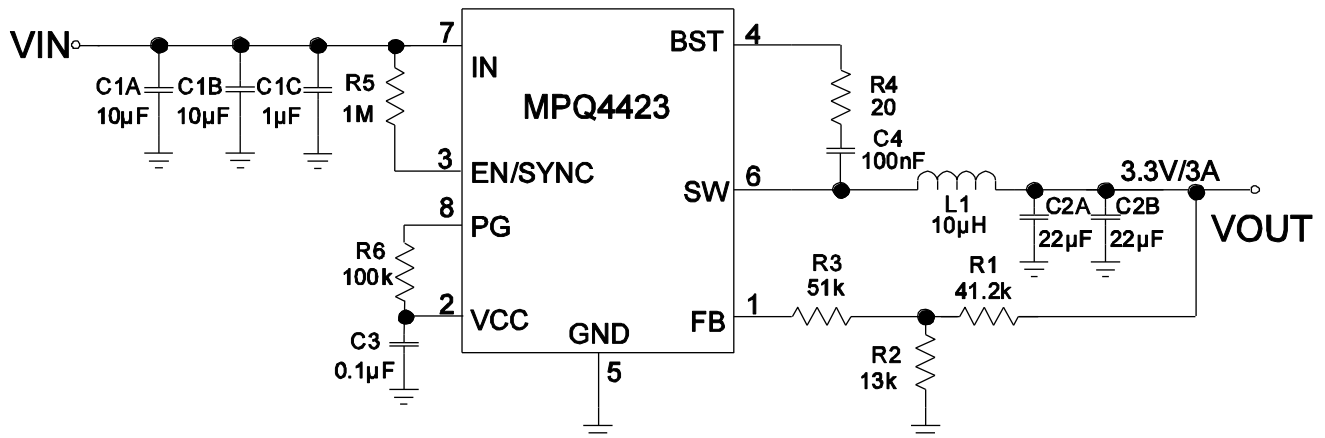 VIN
C1A
10µF
C1B
10µF
C1C
1µF
R5
1M
7
IN
MPQ4423
BST
4
R4
20
C4
100nF
3
EN/SYNC
SW
6
L1
10µH
3.3V/3A
C2A
22µF
C2B
22µF
VOUT
8
PG
R6
100k
2
VCC
C3
0.1µF
GND
5
FB
1
R3
51k
R1
41.2k
R2
13k